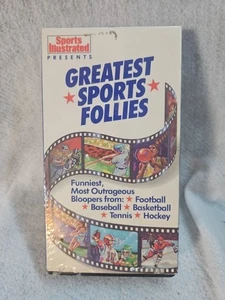 Sports Illustrated
PRESENTS
GREATEST
SPORTS
FOLLIES
Funniest,
Most Outrageous
Bloopers from: ★ Football
★ Baseball ★ Basketball
★ Tennis ★ Hockey